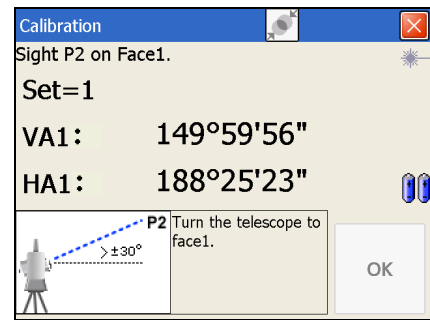 Calibration
Sight P2 on Face1.
Set=1
VA1: 149°59'56"
HA1: 188°25'23"
P2
>±30°
Turn the telescope to
face1.
OK